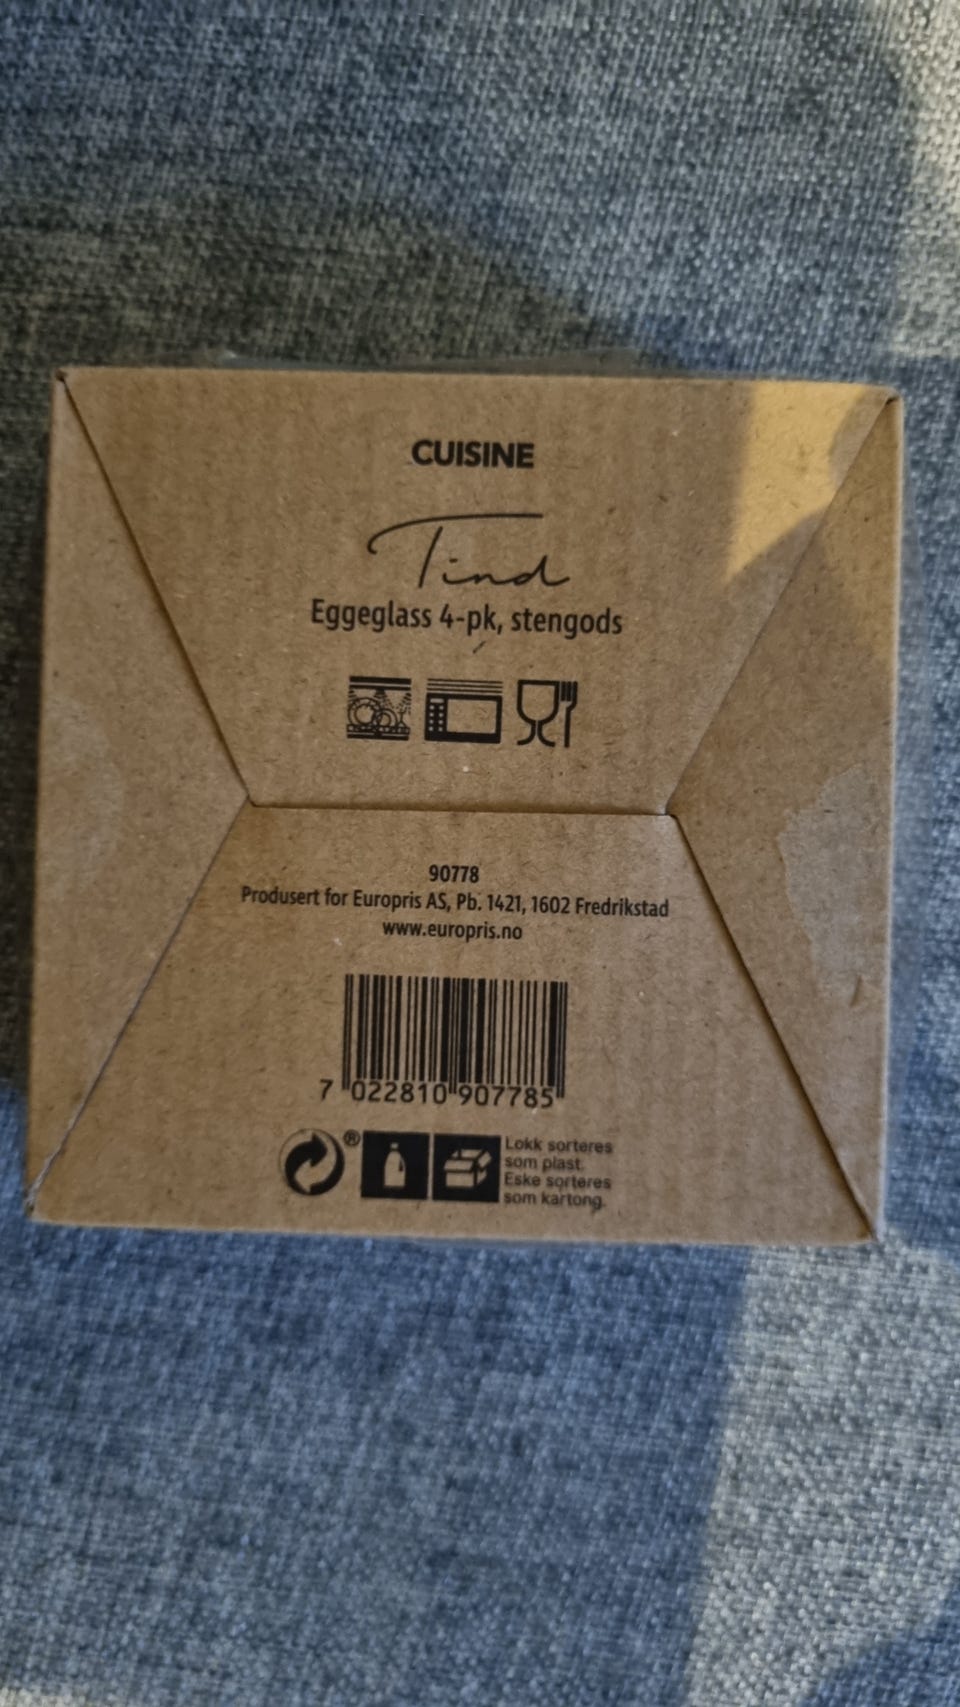 CUISINE
Tind
Eggeglass 4-pk, stengods
90778
Produsert for Europris AS, Pb. 1421, 1602 Fredrikstad
www.europris.no
7 022810 907785
®
Lokk sorteres
som plast.
Eske sorteres
som kartong.